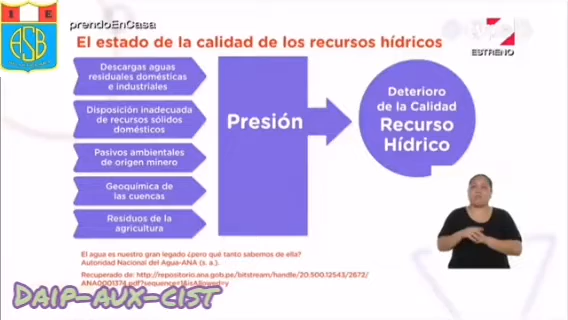 I E
ASB
prendoEnCasa
ESTRENO
El estado de la calidad de los recursos hídricos
Descargas aguas
residuales domésticas
e industriales
Disposición inadecuada
de recursos sólidos
domésticos
Pasivos ambientales
de origen minero
Geoquímica de
las cuencas
Residuos de la
agricultura
Presión
Deterioro
de la Calidad
Recurso
Hídrico
El agua es nuestro gran legado ¿pero qué tanto sabemos de ella?
Autoridad Nacional del Agua-ANA (s. a.).
Recuperado de: http://repositorio.ana.gob.pe/bitstream/handle/20.500.12543/2672/
ANA0001374.pdf?sequence=1&isAllowed=y
DAIP-AUX-CIST